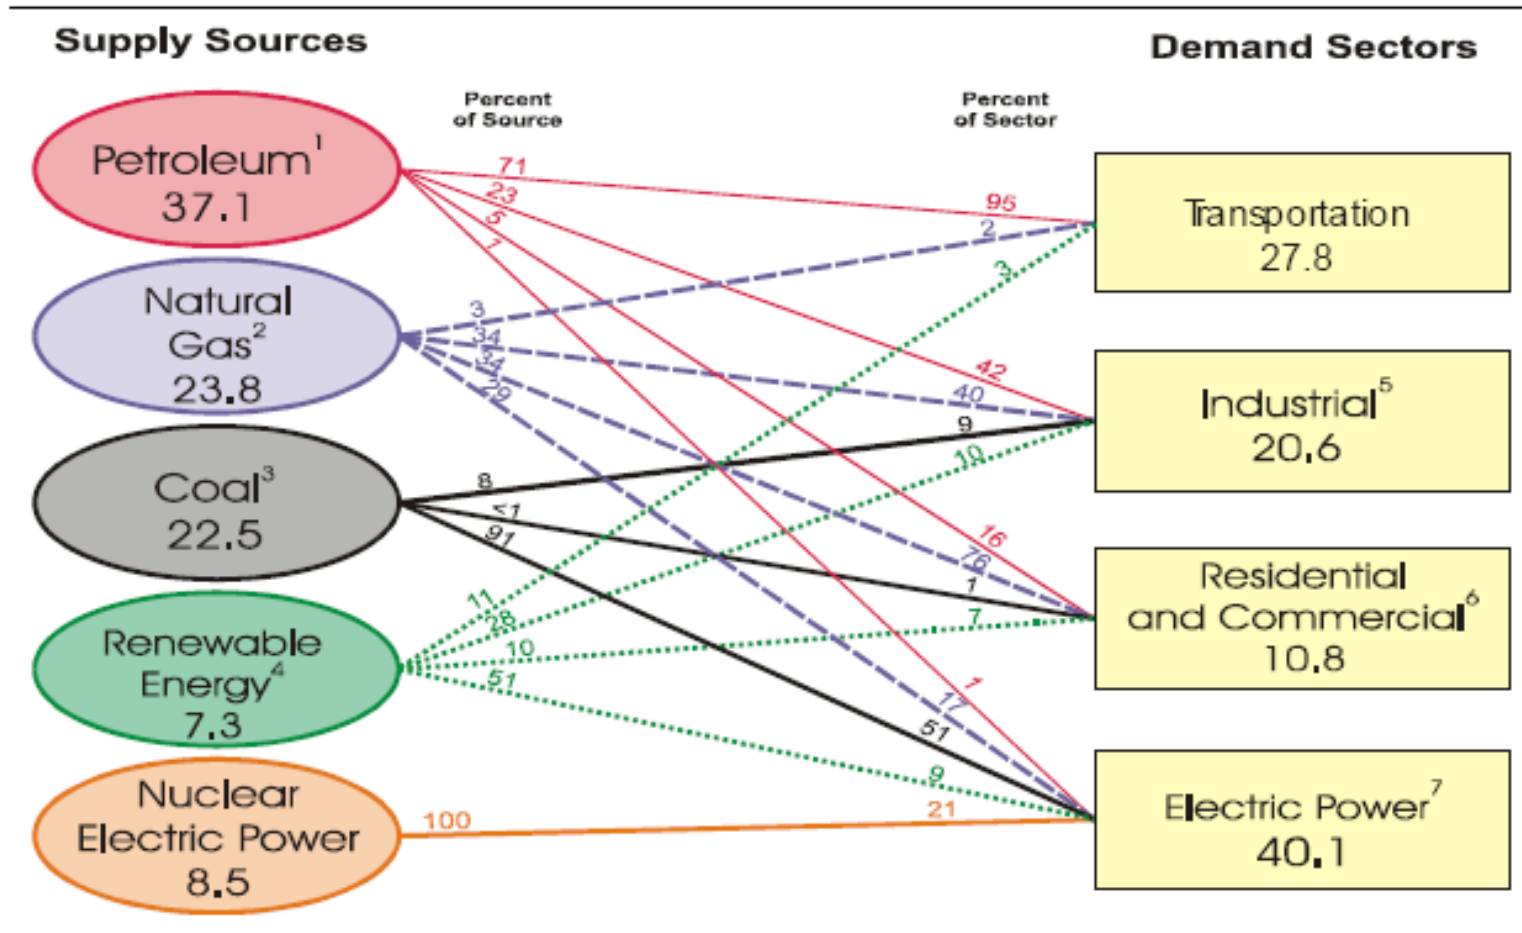 Supply Sources
Demand Sectors
Percent
of Source
Percent
of Sector
Petroleum1
37.1
Natural
Gas2
23.8
Coal3
22.5
Renewable
Energy4
7.3
Nuclear
Electric Power
8.5
71
23
5
1
3
34
8
<1
91
11
28
10
51
100
95
2
3
42
40
9
10
16
76
1
7
1
17
51
9
21
Transportation
27.8
Industrial5
20.6
Residential
and Commercial6
10.8
Electric Power7
40.1